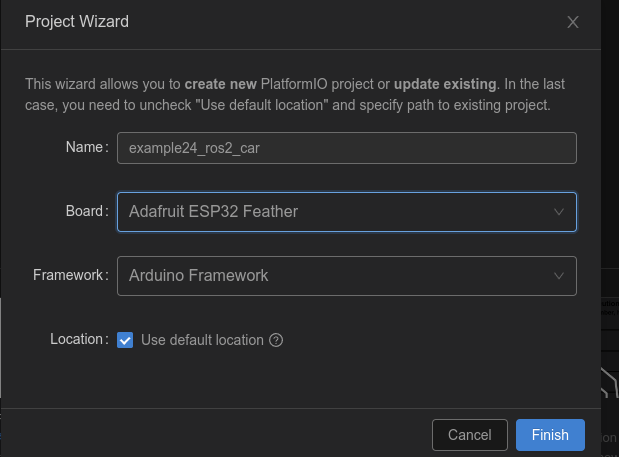 Project Wizard
This wizard allows you to create new PlatformIO project or update existing. In the last
case, you need to uncheck "Use default location" and specify path to existing project.
Name: example24_ros2_car
Board: Adafruit ESP32 Feather
Framework: Arduino Framework
Location: Use default location
Cancel Finish